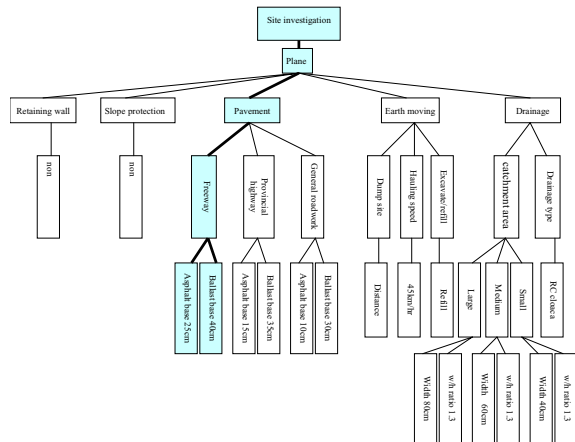 Site investigation
Plane
Retaining wall
Slope protection
Pavement
Earth moving
Drainage
non
non
Freeway
Provincial
highway
General roadwork
Dump site
Hauling speed
Excavate/refill
catchment area
Drainage type
Asphalt base 25cm
Ballast base 40cm
Asphalt base 15cm
Ballast base 35cm
Asphalt base 10cm
Ballast base 30cm
Distance
45km/hr
Refill
Large
Medium
Small
RC cloaca
Width 80cm
w/h ratio 1.3
Width 60cm
w/h ratio 1.3
Width 40cm
w/h ratio 1.3